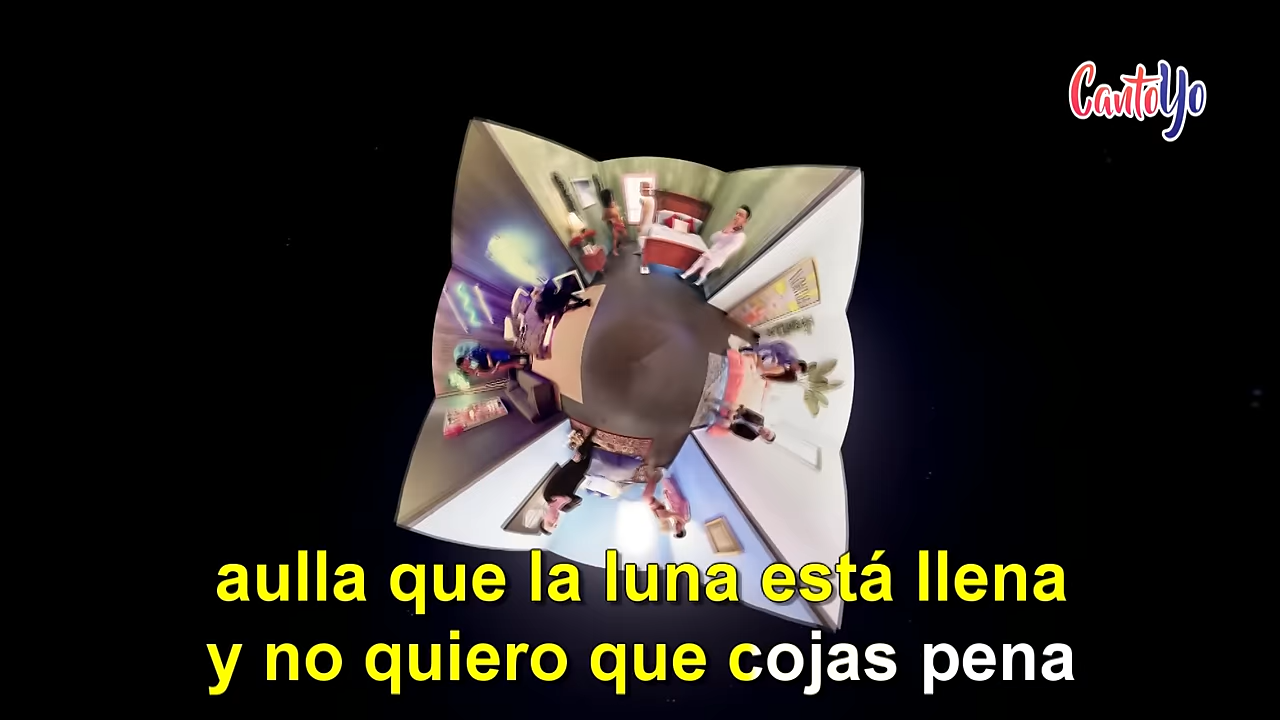 CantoYo
aulla que la luna está llena
y no quiero que cojas pena